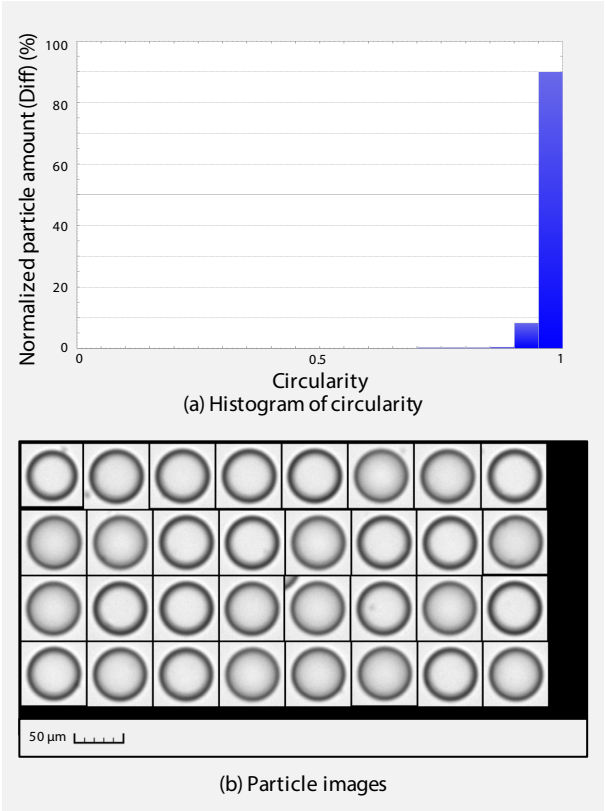 Normalized particle amount (Diff) (%)
100
80
60
40
20
0
0
0.5
1
Circularity
(a) Histogram of circularity
50 µm
(b) Particle images